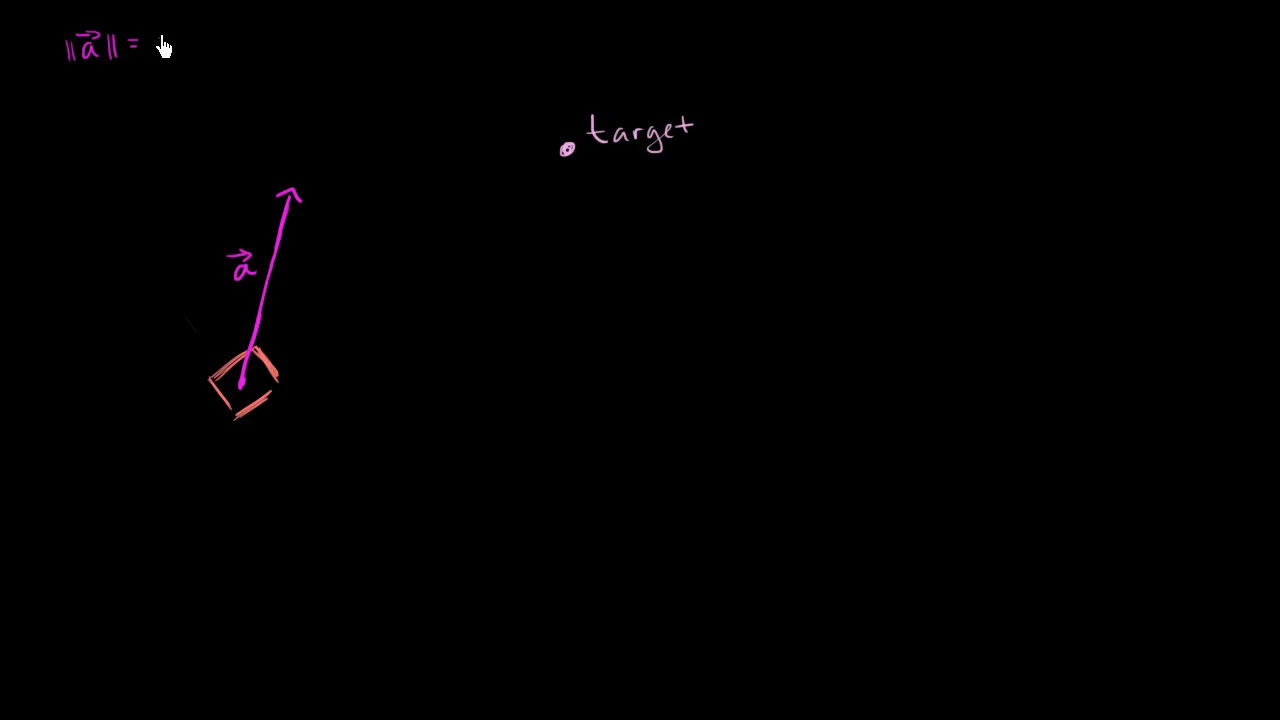 ‖a⃗‖ =
target
a⃗